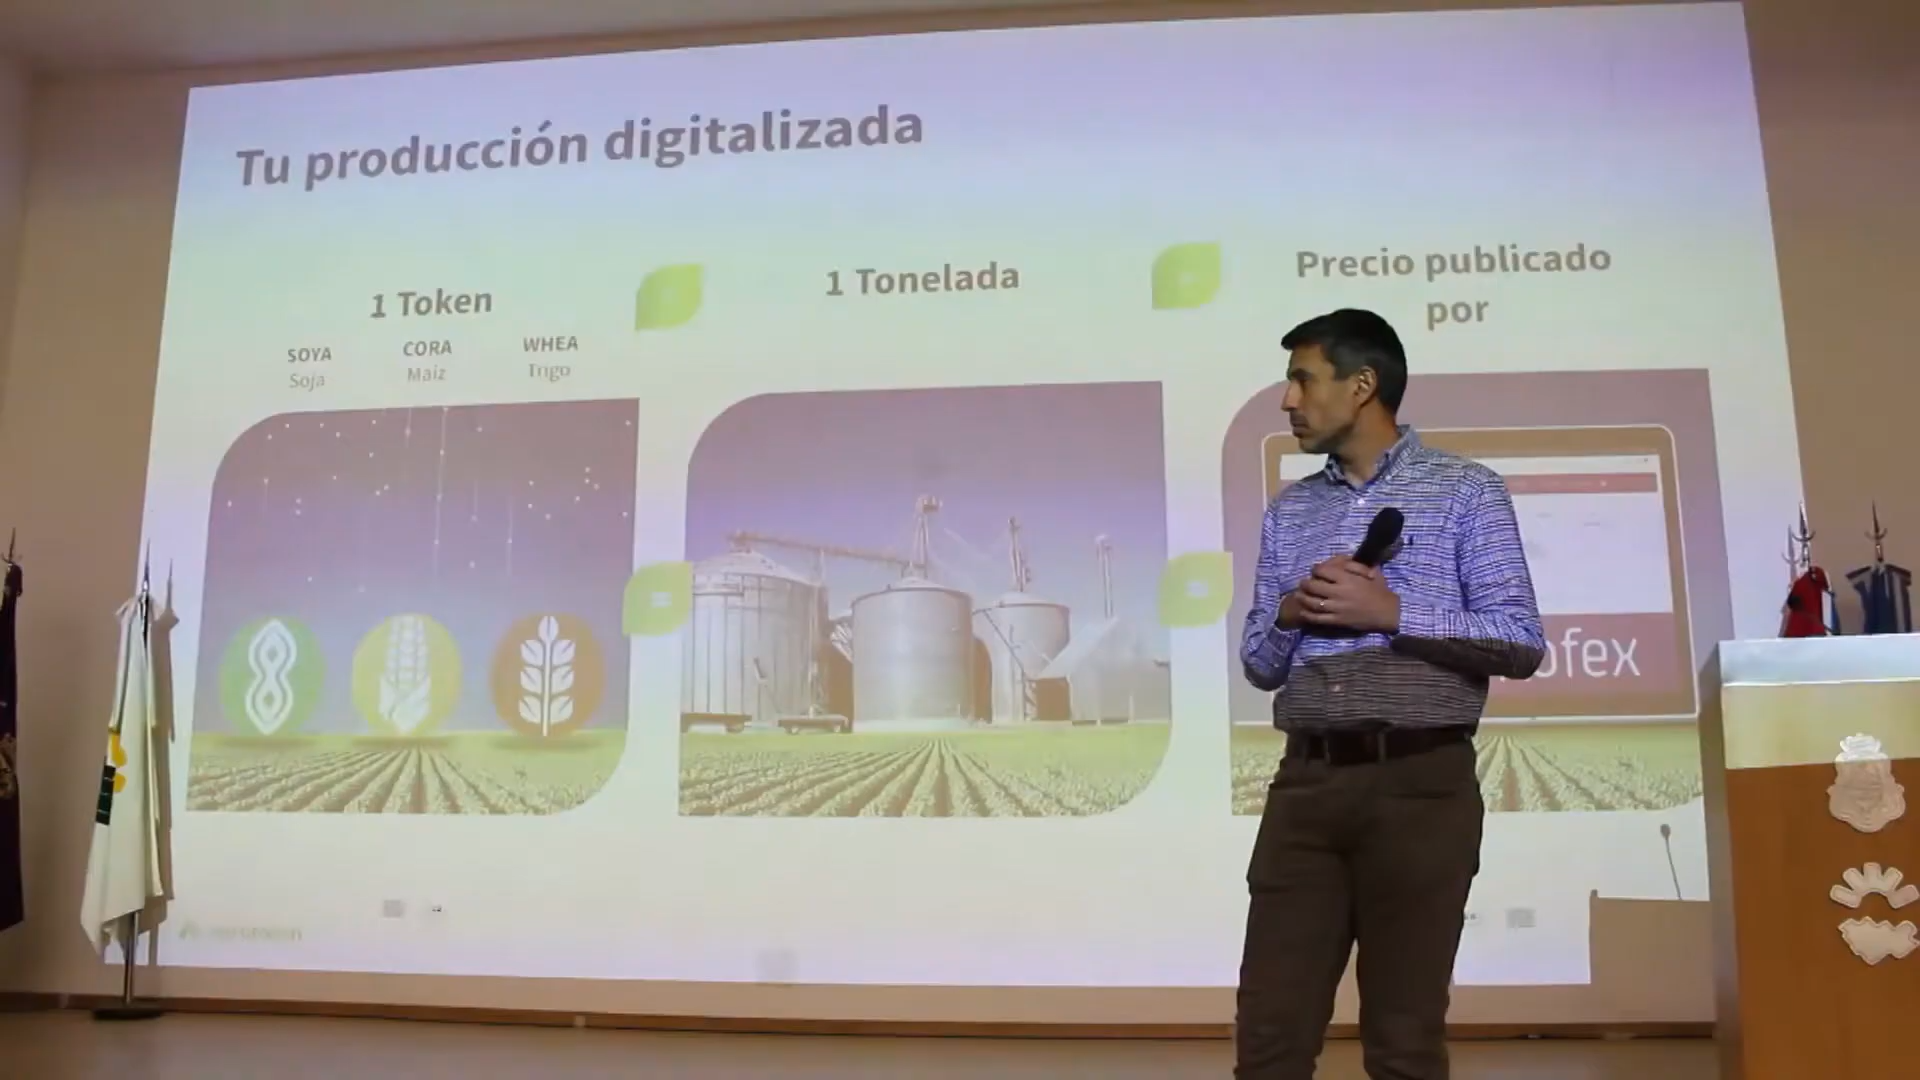 Tu producción digitalizada
1 Token
1 Tonelada
Precio publicado
por
SOYA
CORA
WHEA
Soja
Maíz
Trigo
ofex